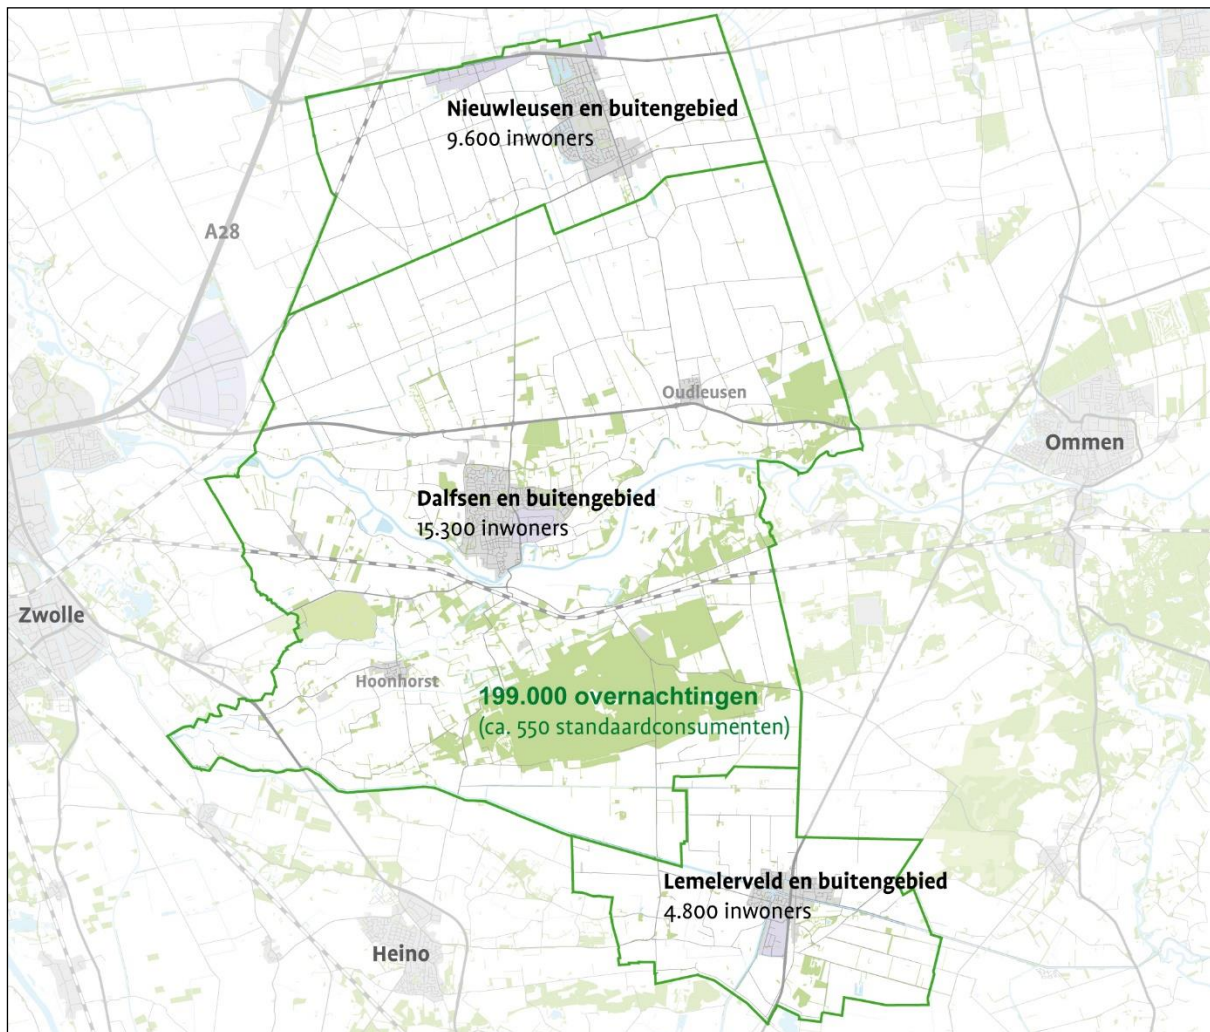 Nieuwleusen en buitengebied
9.600 inwoners
A28
Oudleusen
Ommen
Dalfsen en buitengebied
15.300 inwoners
Zwolle
Hoonhorst
199.000 overnachtingen
(ca. 550 standaardconsumenten)
Lemelerveld en buitengebied
4.800 inwoners
Heino